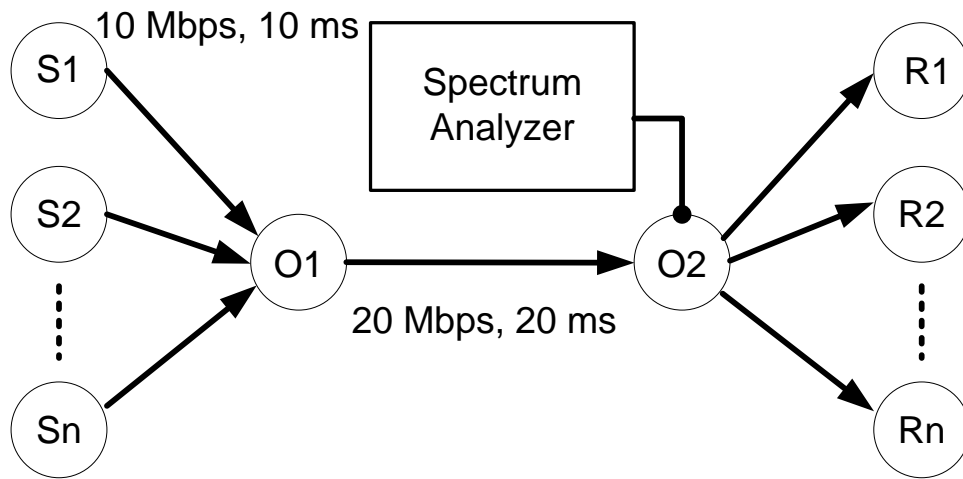 10 Mbps, 10 ms
S1
Spectrum
Analyzer
R1
S2
R2
O1
O2
20 Mbps, 20 ms
Sn
Rn